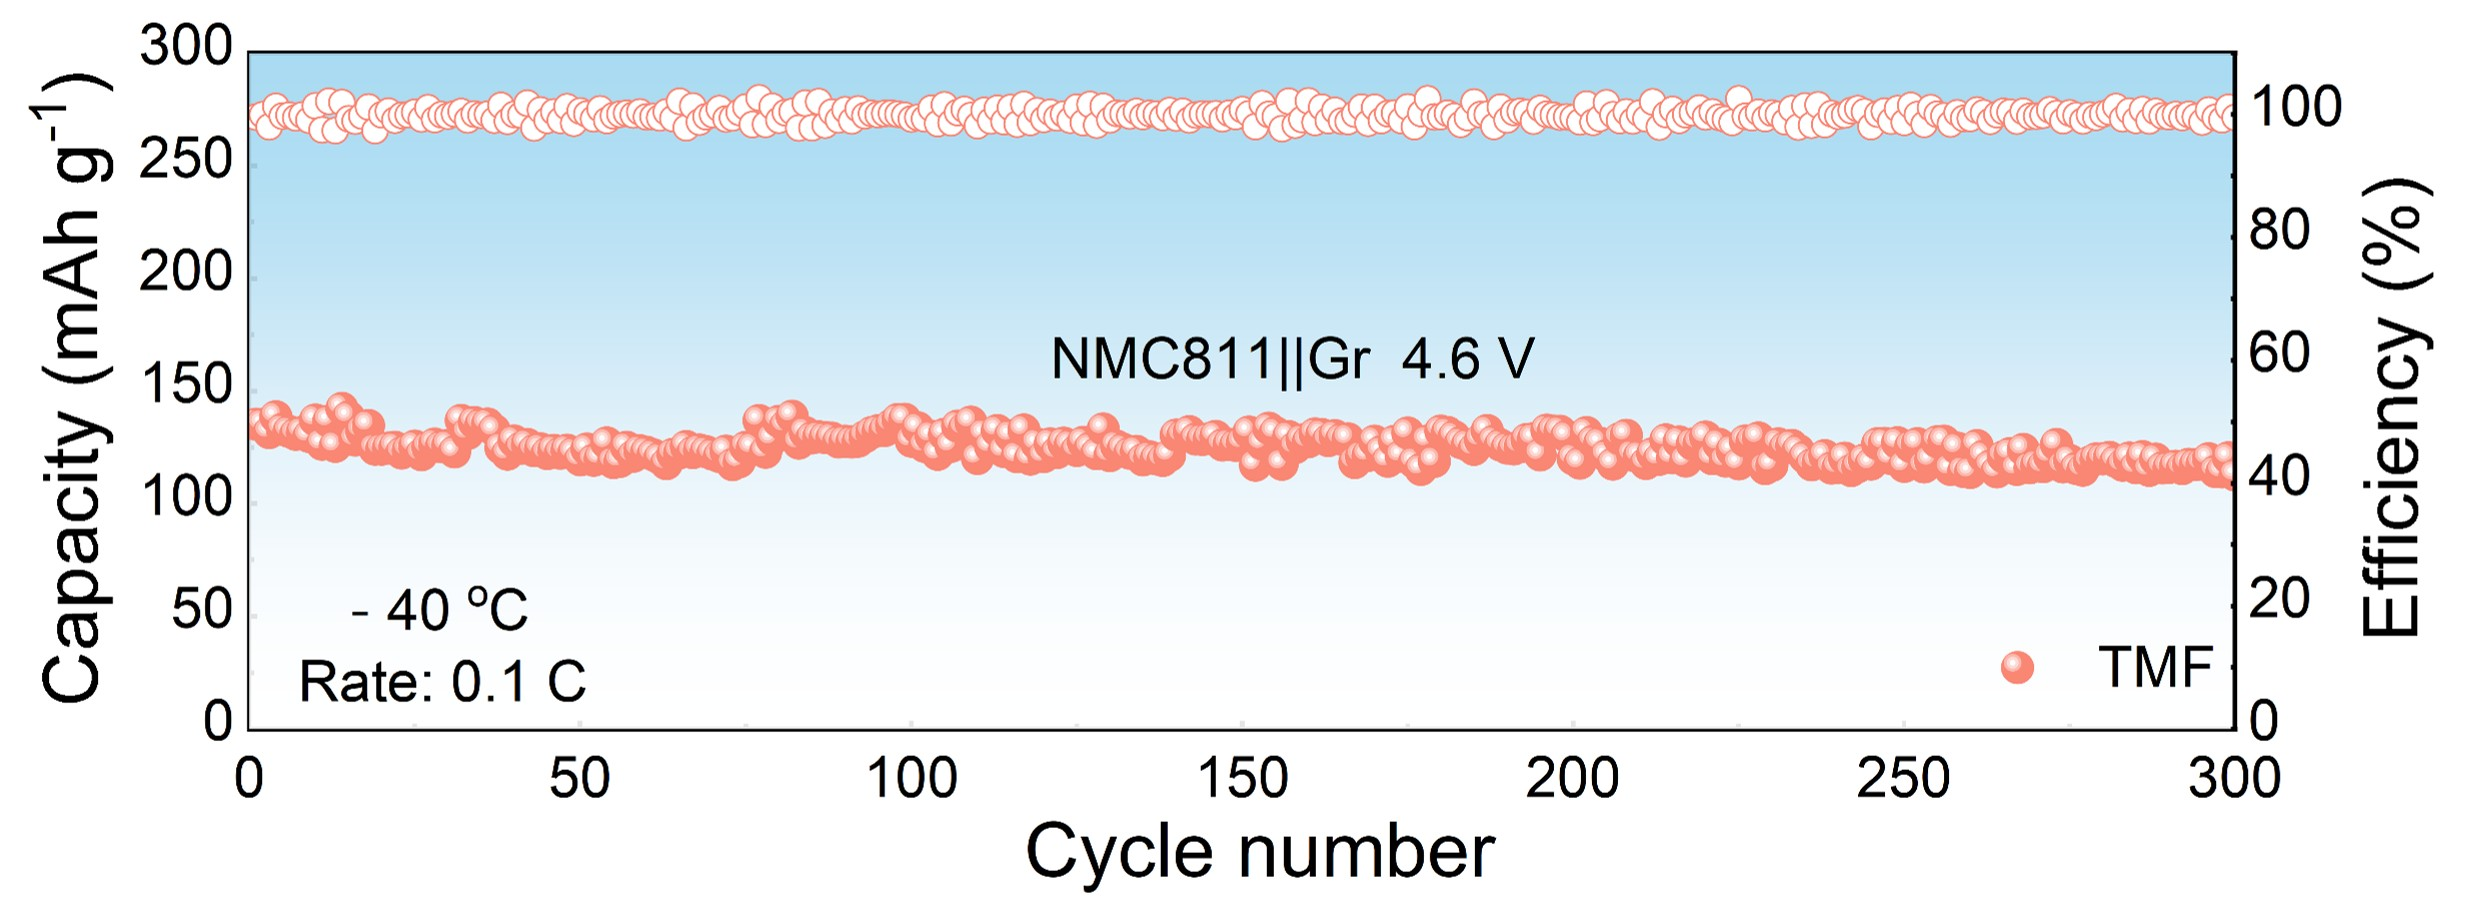 Capacity (mAh g-1)
300
250
200
150
100
50
0
NMC811||Gr 4.6 V
- 40 oC
Rate: 0.1 C
TMF
100
80
60
40
20
0
Efficiency (%)
0 50 100 150 200 250 300
Cycle number